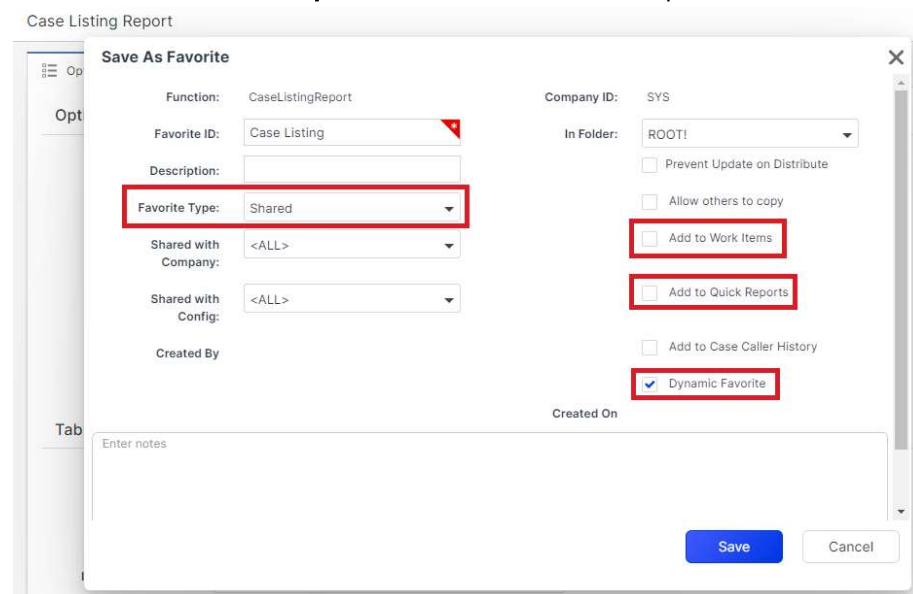 Case Listing Report
Save As Favorite
Op
Opt
Function: CaseListingReport Company ID: SYS
Favorite ID: Case Listing * In Folder: ROOT!
Description: Prevent Update on Distribute
Favorite Type: Shared Allow others to copy
Shared with Company: <ALL> Add to Work Items
Shared with Config: <ALL> Add to Quick Reports
Created By Add to Case Caller History
Dynamic Favorite
Created On
Tab
Enter notes
Save Cancel